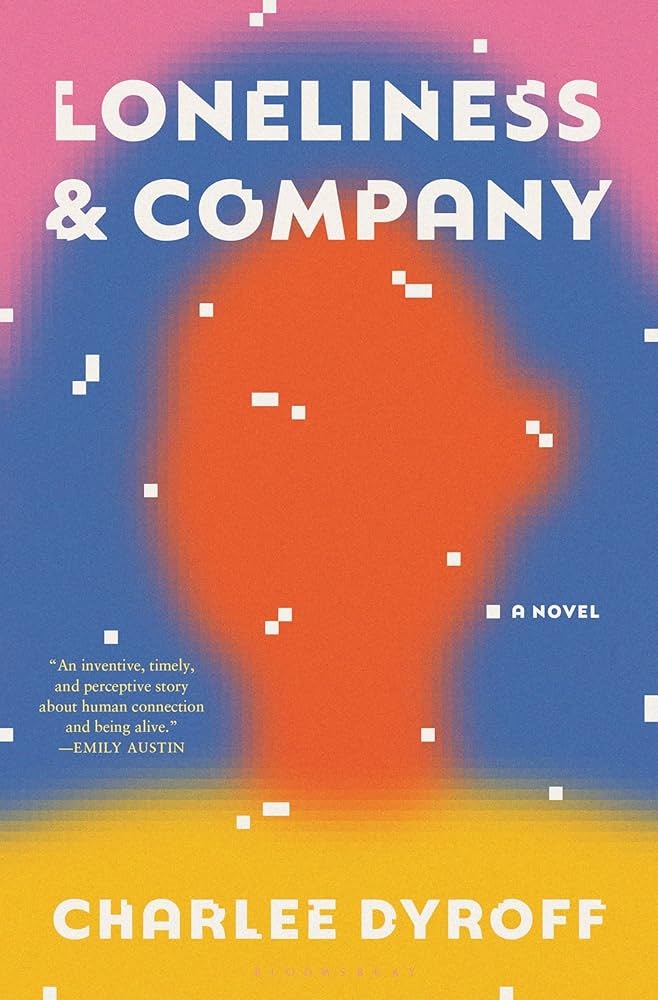 LONELINESS
& COMPANY
A NOVEL
“An inventive, timely,
and perceptive story
about human connection
and being alive.”
—EMILY AUSTIN
CHARLEE DYROFF
BLOOMSBURY